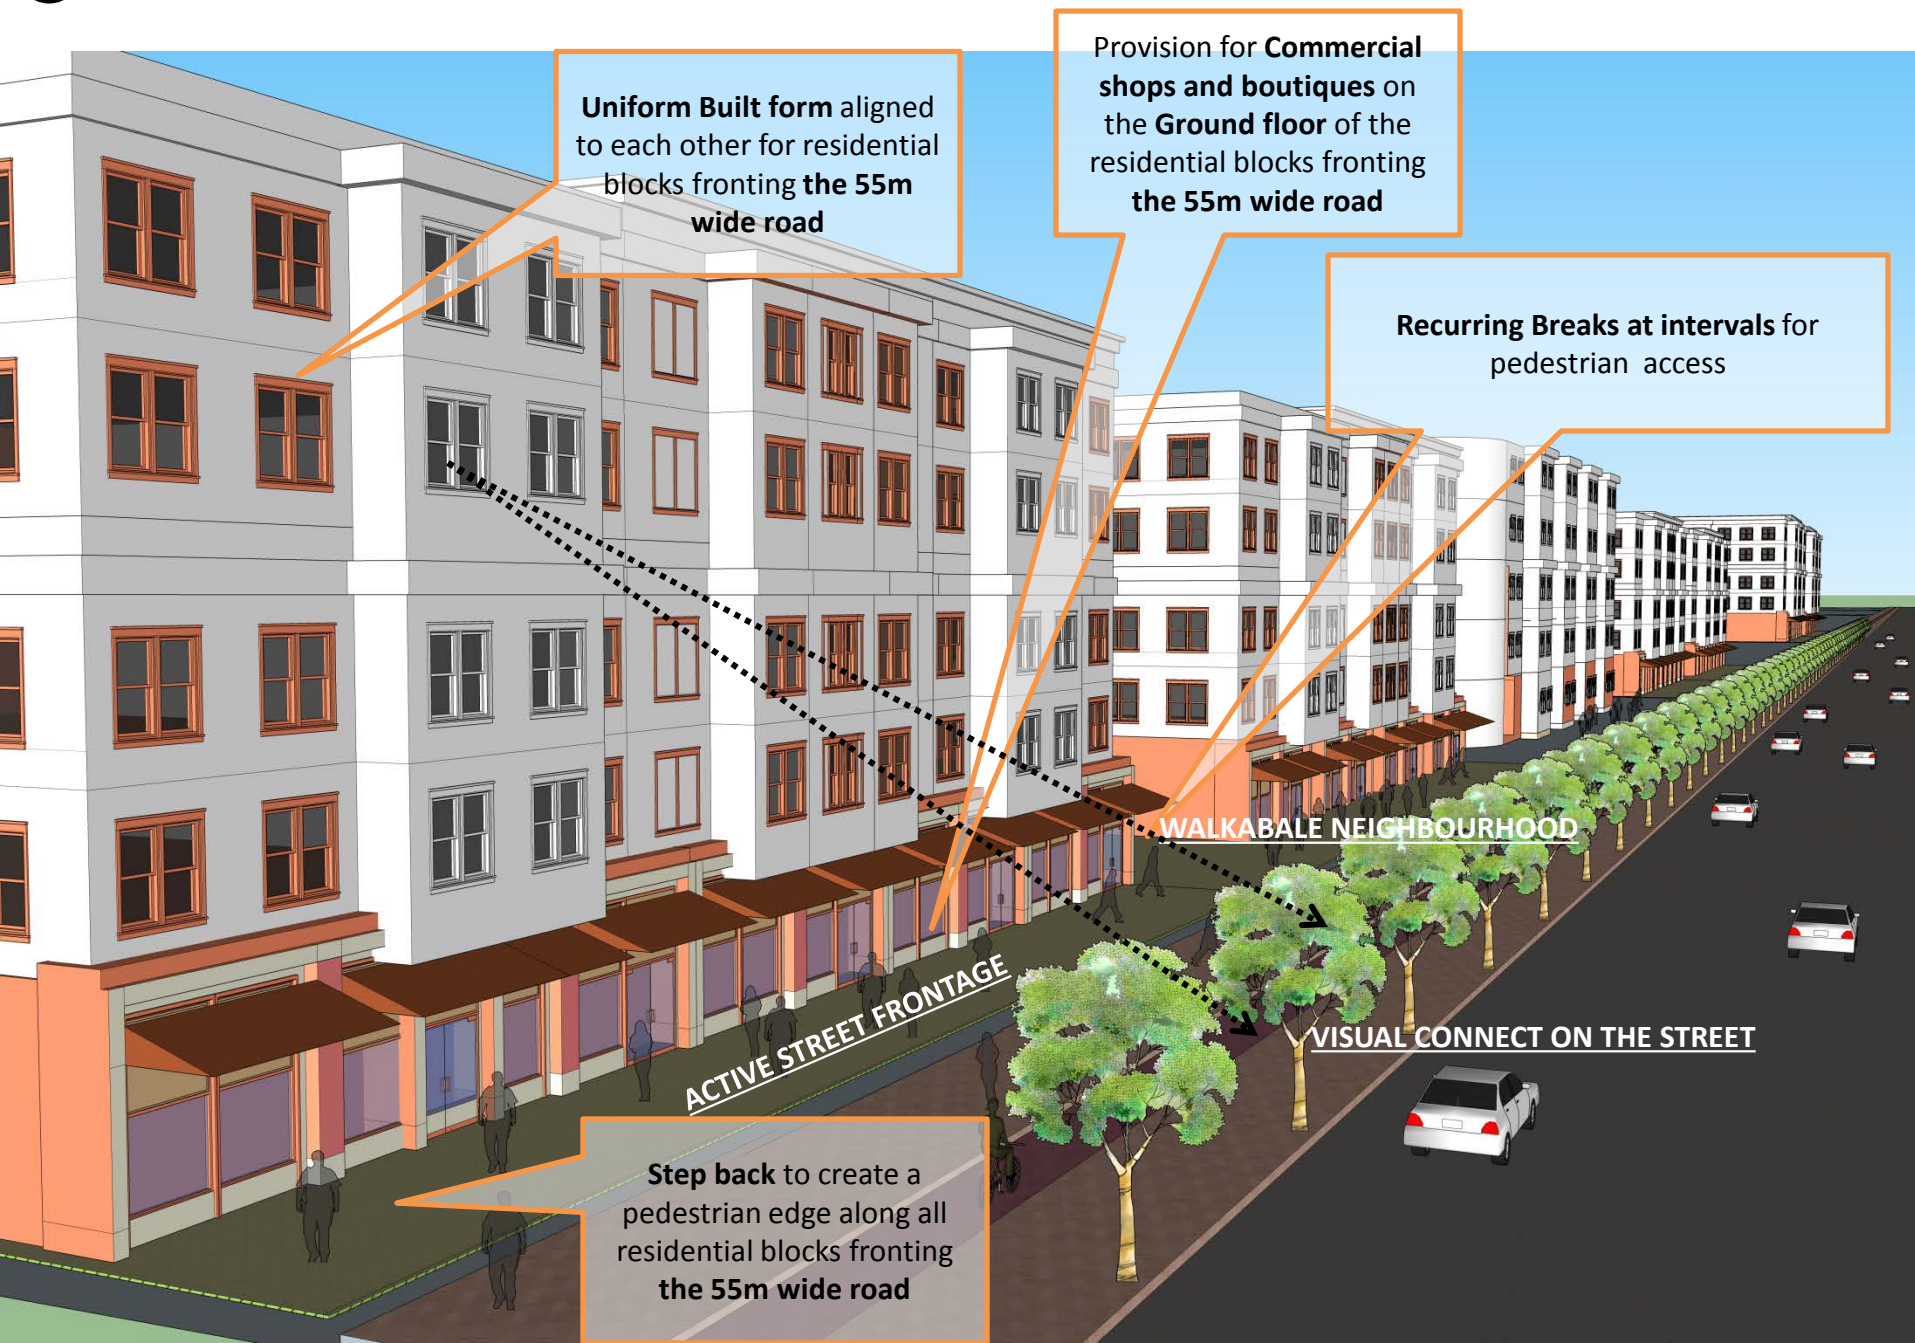 Uniform Built form aligned
to each other for residential
blocks fronting the 55m
wide road
Provision for Commercial
shops and boutiques on
the Ground floor of the
residential blocks fronting
the 55m wide road
Recurring Breaks at intervals for
pedestrian access
WALKABALE NEIGHBOURHOOD
ACTIVE STREET FRONTAGE
VISUAL CONNECT ON THE STREET
Step back to create a
pedestrian edge along all
residential blocks fronting
the 55m wide road